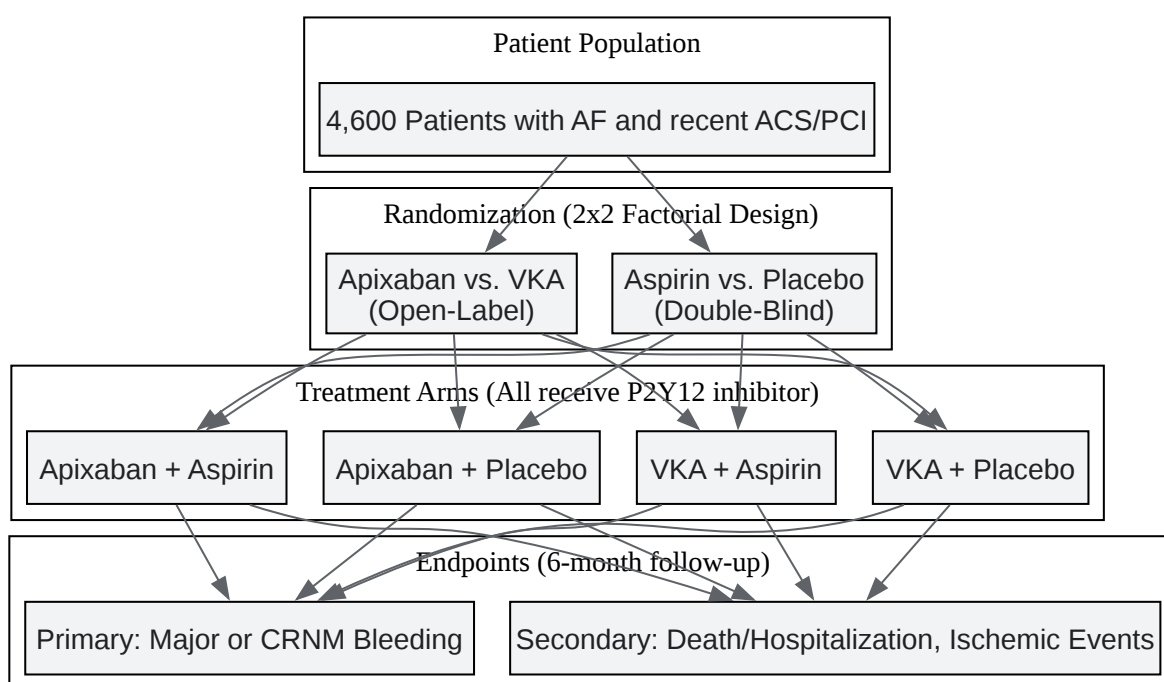 Patient Population
4,600 Patients with AF and recent ACS/PCI
Randomization (2x2 Factorial Design)
Apixaban vs. VKA
(Open-Label)
Aspirin vs. Placebo
(Double-Blind)
Treatment Arms (All receive P2Y12 inhibitor)
Apixaban + Aspirin
Apixaban + Placebo
VKA + Aspirin
VKA + Placebo
Endpoints (6-month follow-up)
Primary: Major or CRNM Bleeding
Secondary: Death/Hospitalization, Ischemic Events